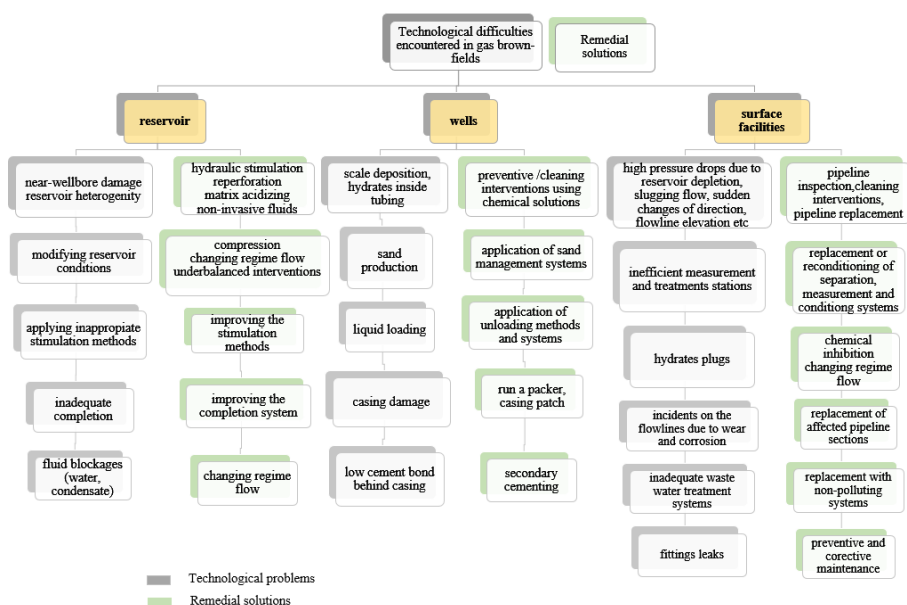 Technological difficulties
encountered in gas brown-
fields
Remedial
solutions
reservoir
wells
surface
facilities
near-wellbore damage
reservoir heterogenity
modifying reservoir
conditions
applying inappropiate
stimulation methods
inadequate
completion
fluid blockages
(water,
condensate)
hydraulic stimulation
reperforation
matrix acidizing
non-invasive fluids
compression
changing regime flow
underbalanced interventions
improving the
stimulation
methods
improving the
completion system
changing regime
flow
scale deposition,
hydrates inside
tubing
sand
production
liquid loading
casing damage
low cement bond
behind casing
preventive /cleaning
interventions using
chemical solutions
application of sand
management systems
application of
unloading methods
and systems
run a packer,
casing patch
secondary
cementing
high pressure drops due to
reservoir depletion,
slugging flow, sudden
changes of direction,
flowline elevation etc
inefficient measurement
and treatments stations
hydrates plugs
incidents on the
flowlines due to wear
and corrosion
inadequate waste
water treatment
systems
fittings leaks
pipeline
inspection,cleaning
interventions,
pipeline replacement
replacement or
reconditioning of
separation,
measurement and
conditiong systems
chemical
inhibition
changing regime
flow
replacement of
affected pipeline
sections
replacement with
non-polluting
systems
preventive and
corective
maintenance
Technological problems
Remedial solutions